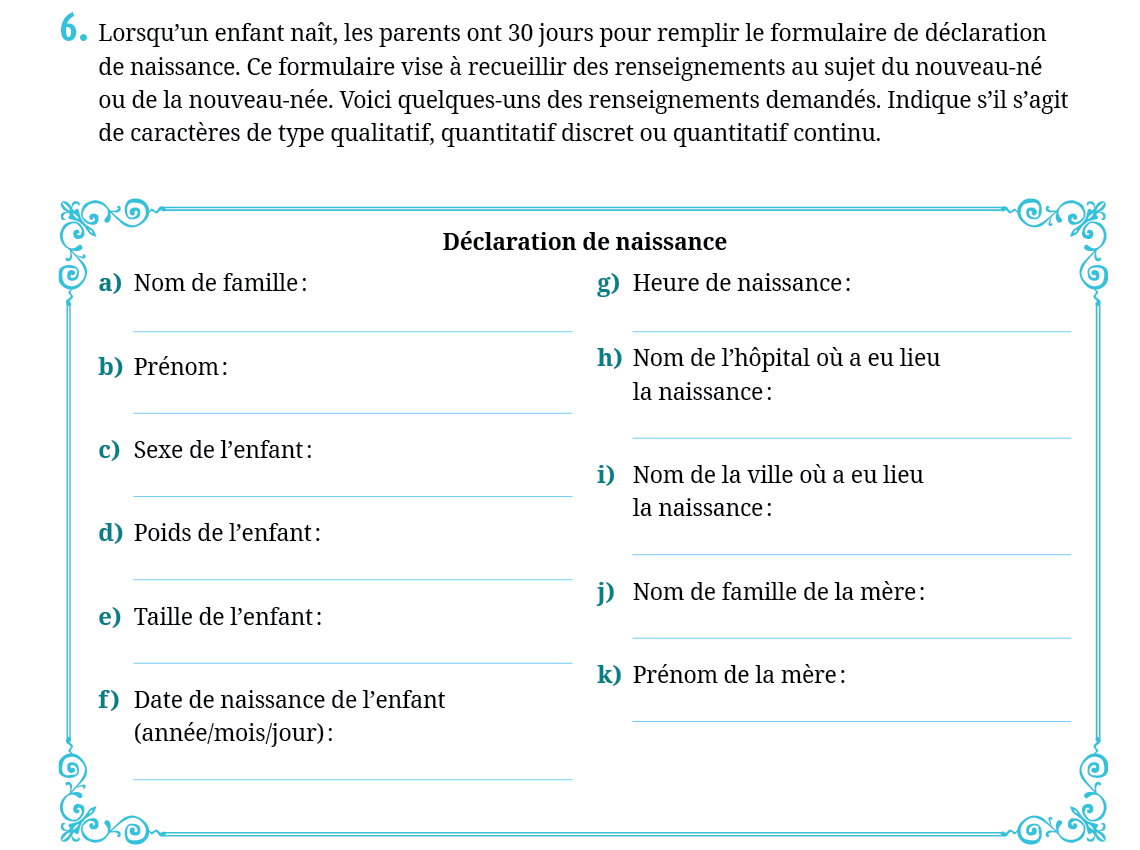 6. Lorsqu’un enfant naît, les parents ont 30 jours pour remplir le formulaire de déclaration
de naissance. Ce formulaire vise à recueillir des renseignements au sujet du nouveau-né
ou de la nouveau-née. Voici quelques-uns des renseignements demandés. Indique s’il s’agit
de caractères de type qualitatif, quantitatif discret ou quantitatif continu.
Déclaration de naissance
a) Nom de famille :
b) Prénom :
c) Sexe de l’enfant :
d) Poids de l’enfant :
e) Taille de l’enfant :
f) Date de naissance de l’enfant
(année/mois/jour) :
g) Heure de naissance :
h) Nom de l’hôpital où a eu lieu
la naissance :
i) Nom de la ville où a eu lieu
la naissance :
j) Nom de famille de la mère :
k) Prénom de la mère :